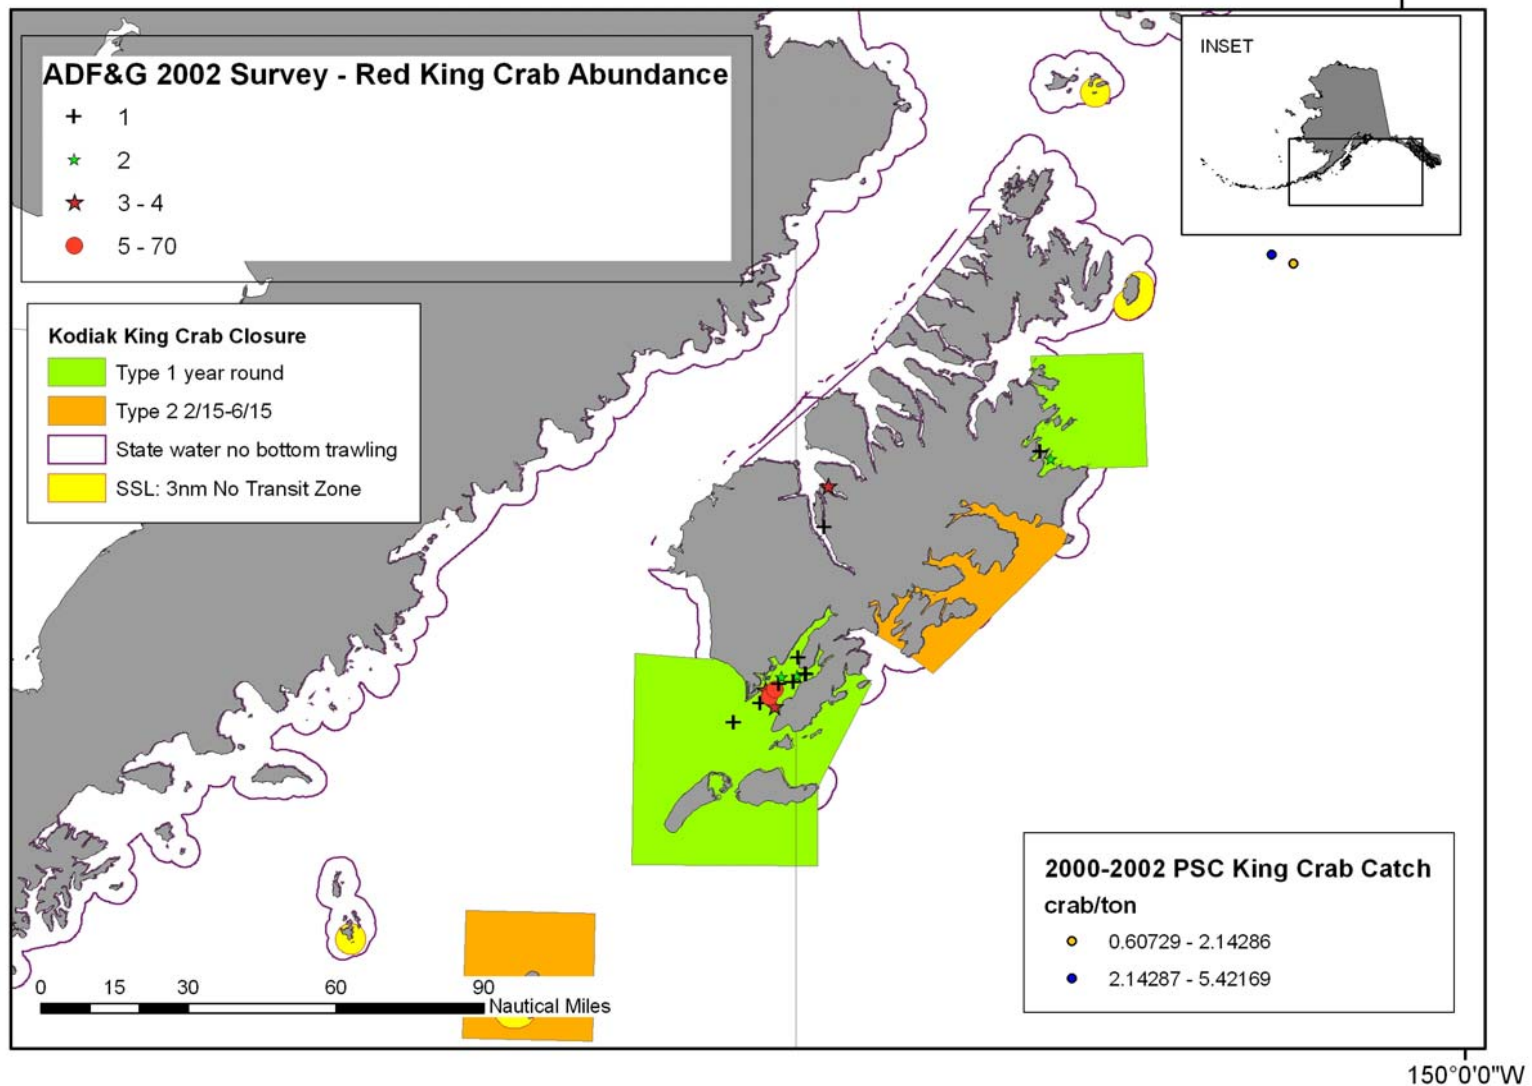 INSET
ADF&G 2002 Survey - Red King Crab Abundance
1
2
3 - 4
5 - 70
Kodiak King Crab Closure
Type 1 year round
Type 2 2/15-6/15
State water no bottom trawling
SSL: 3nm No Transit Zone
2000-2002 PSC King Crab Catch
crab/ton
0.60729 - 2.14286
2.14287 - 5.42169
0 15 30 60 90
Nautical Miles
150°0'0"W